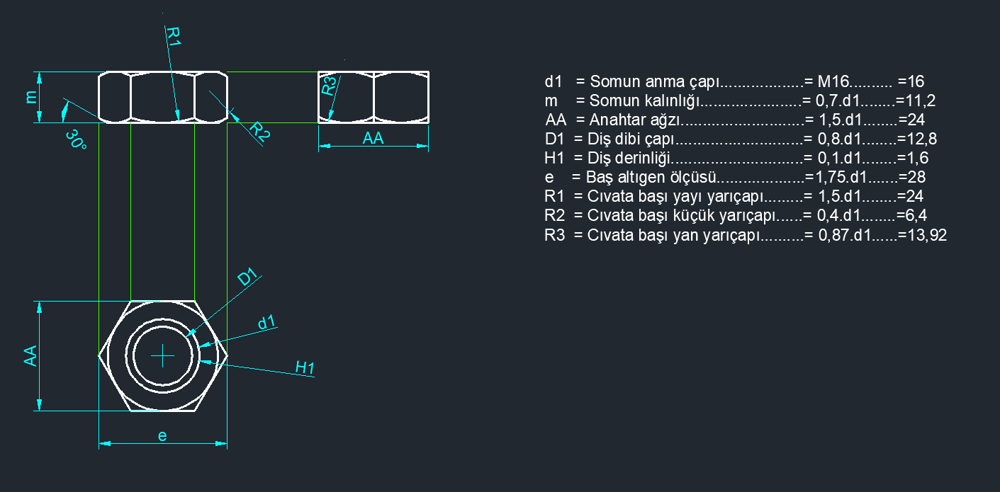 R1
m
R3
30°
R2
AA
d1 = Somun anma çapı...................= M16.......... =16
m = Somun kalınlığı.......................= 0,7.d1........=11,2
AA = Anahtar ağzı............................= 1,5.d1........=24
D1 = Diş dibi çapı.............................= 0,8.d1........=12,8
H1 = Diş derinliği..............................= 0,1.d1........=1,6
e = Baş altıgen ölçüsü....................=1,75.d1.......=28
R1 = Cıvata başı yayı yarıçapı.........= 1,5.d1........=24
R2 = Cıvata başı küçük yarıçapı......= 0,4.d1........=6,4
R3 = Cıvata başı yan yarıçapı..........= 0,87.d1......=13,92
D1
d1
AA
H1
e